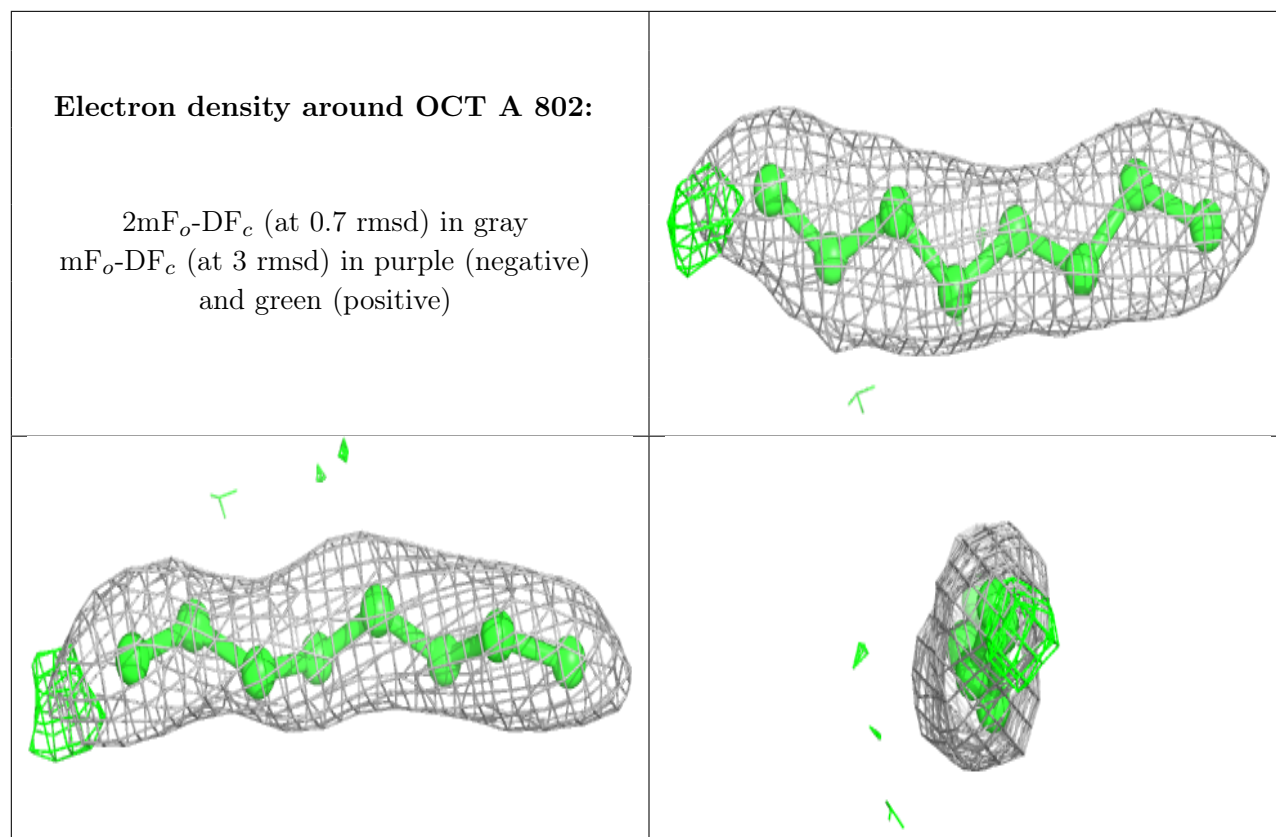 Electron density around OCT A 802:
2mFo-DFc (at 0.7 rmsd) in gray
mFo-DFc (at 3 rmsd) in purple (negative)
and green (positive)